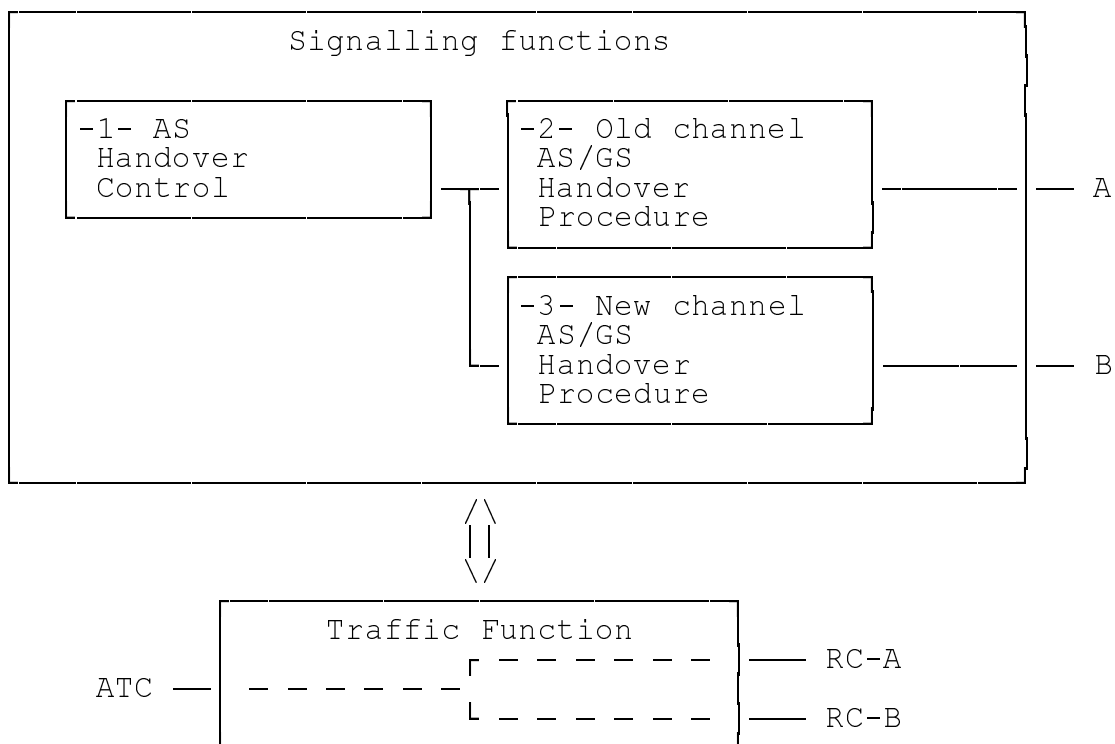 Signalling functions
-1- AS
Handover
Control
-2- Old channel
AS/GS
Handover
Procedure
A
-3- New channel
AS/GS
Handover
Procedure
B
Traffic Function
RC-A
ATC
RC-B